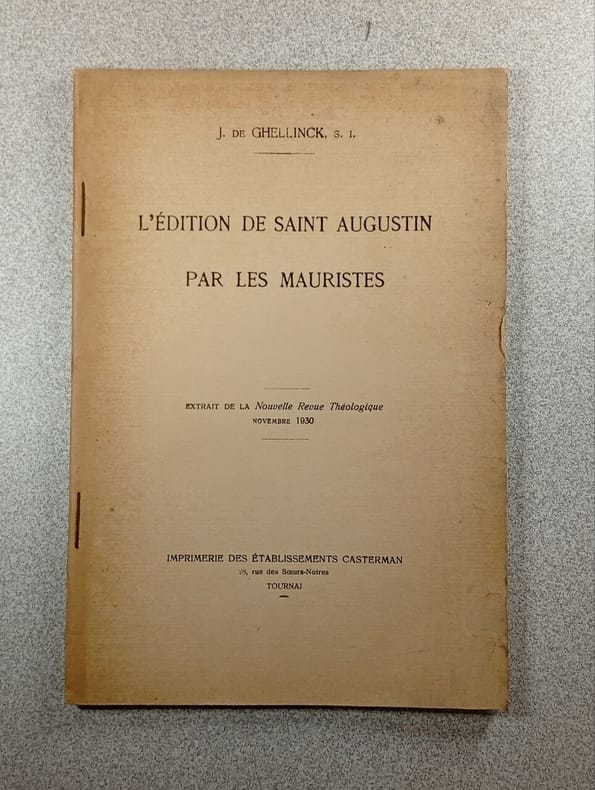 J. DE GHELLINCK, S. I.
L'ÉDITION DE SAINT AUGUSTIN
PAR LES MAURISTES
EXTRAIT DE LA Nouvelle Revue Théologique
NOVEMBRE 1930
IMPRIMERIE DES ÉTABLISSEMENTS CASTERMAN
rue des Sœurs-Noires
TOURNAI